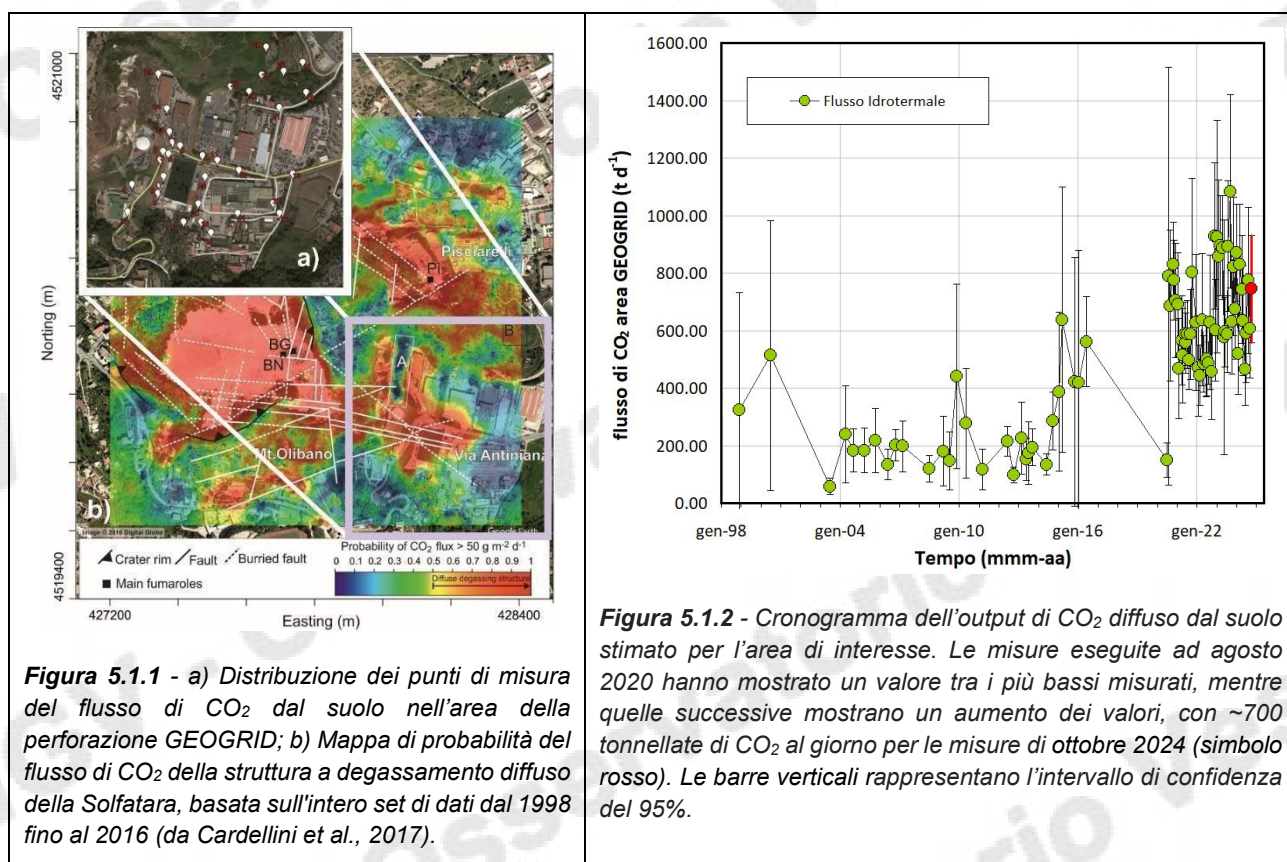 4521000
Norting (m)
4519400
a)
Pisciarelli
Pi
B
A
BG
BN
Mt.Olibano
Via Antiniana
b)
Image © 2016 Digital Globe
Google Earth
Crater rim / Fault Burried fault
Main fumaroles
Probability of CO2 flux > 50 g m-2 d-1
0 0.1 0.2 0.3 0.4 0.5 0.6 0.7 0.8 0.9 1
Diffuse degassing structure
427200
428400
Easting (m)
Figura 5.1.1 - a) Distribuzione dei punti di misura
del flusso di CO2 dal suolo nell'area della
perforazione GEOGRID; b) Mappa di probabilità del
flusso di CO2 della struttura a degassamento diffuso
della Solfatara, basata sull'intero set di dati dal 1998
fino al 2016 (da Cardellini et al., 2017).
flusso di CO2 area GEOGRID (t d-1)
1600.00
1400.00
1200.00
1000.00
800.00
600.00
400.00
200.00
0.00
Flusso Idrotermale
gen-98 gen-04 gen-10 gen-16 gen-22
Tempo (mmm-aa)
Figura 5.1.2 - Cronogramma dell'output di CO2 diffuso dal suolo
stimato per l'area di interesse. Le misure eseguite ad agosto
2020 hanno mostrato un valore tra i più bassi misurati, mentre
quelle successive mostrano un aumento dei valori, con ~700
tonnellate di CO2 al giorno per le misure di ottobre 2024 (simbolo
rosso). Le barre verticali rappresentano l'intervallo di confidenza
del 95%.